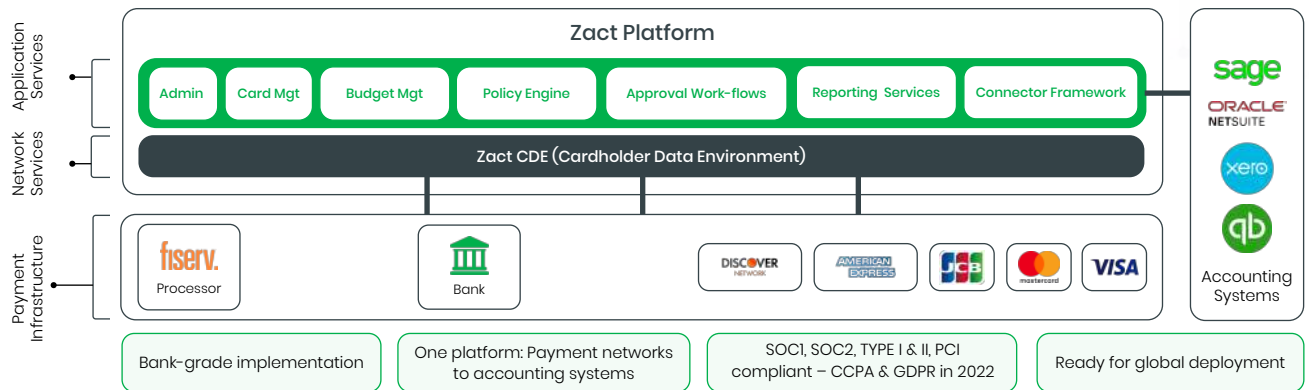 Application
Services
Network
Services
Payment
Infrastructure
Zact Platform
Admin
Card Mgt
Budget Mgt
Policy Engine
Approval Work-flows
Reporting Services
Connector Framework
Zact CDE (Cardholder Data Environment)
fiserv.
Processor
Bank
DISCOVER
NETWORK
AMERICAN
EXPRESS
JCB
mastercard
VISA
sage
ORACLE
NETSUITE
xero
qb
Accounting
Systems
Bank-grade implementation
One platform: Payment networks
to accounting systems
SOC1, SOC2, TYPE I & II, PCI
compliant – CCPA & GDPR in 2022
Ready for global deployment